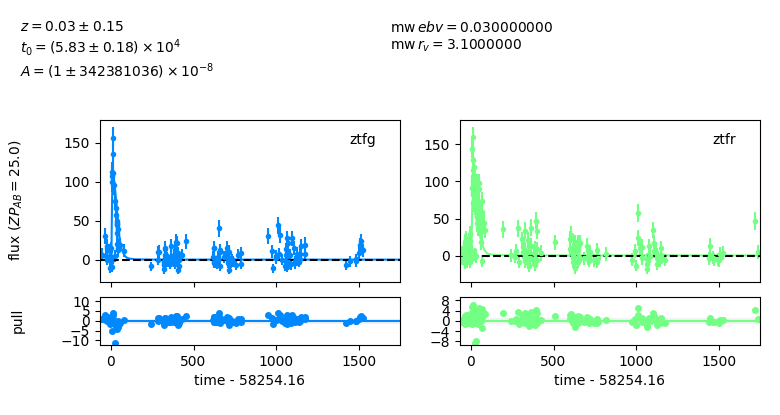 z = 0.03 ± 0.15
t₀ = (5.83 ± 0.18) × 10⁴
A = (1 ± 342381036) × 10⁻⁸
mw ebv = 0.030000000
mw r_v = 3.1000000
flux (ZP_AB = 25.0)
150
100
50
0
ztfg
150
100
50
0
ztfr
pull
10
5
0
−5
−10
8
4
0
−4
−8
0 500 1000 1500
0 500 1000 1500
time - 58254.16
time - 58254.16